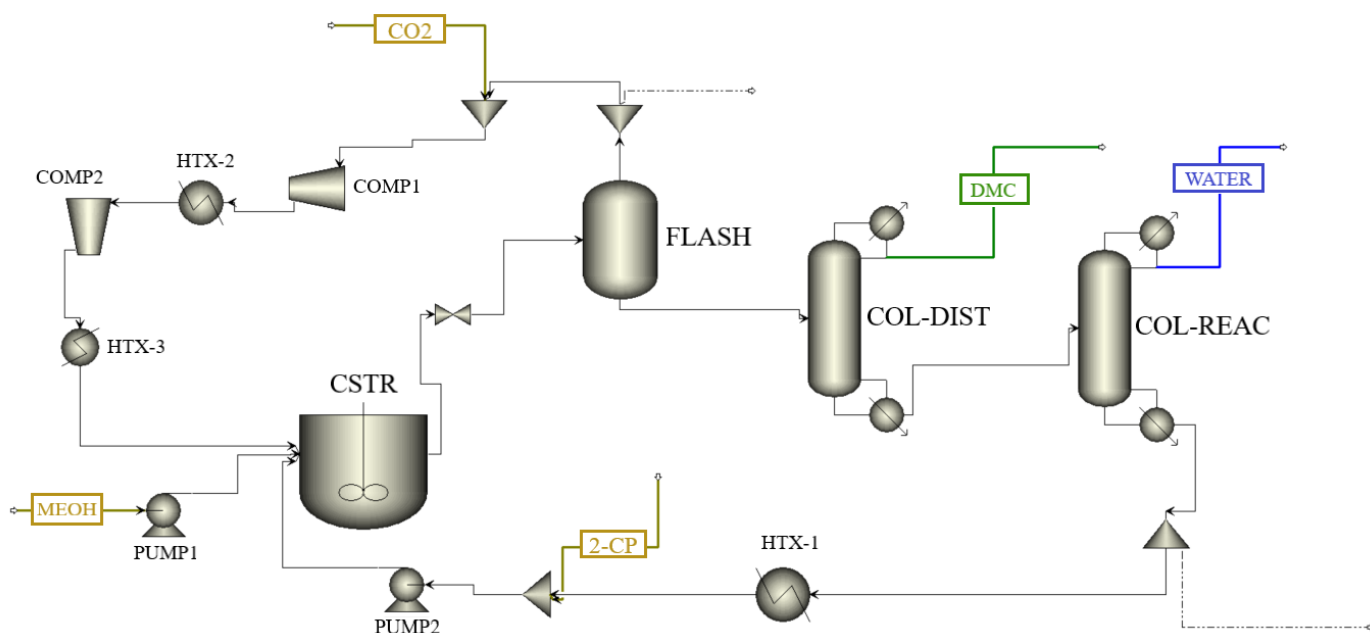 CO2
HTX-2
COMP2
COMP1
DMC
WATER
FLASH
COL-DIST
COL-REAC
HTX-3
CSTR
MEOH
PUMP1
2-CP
HTX-1
PUMP2